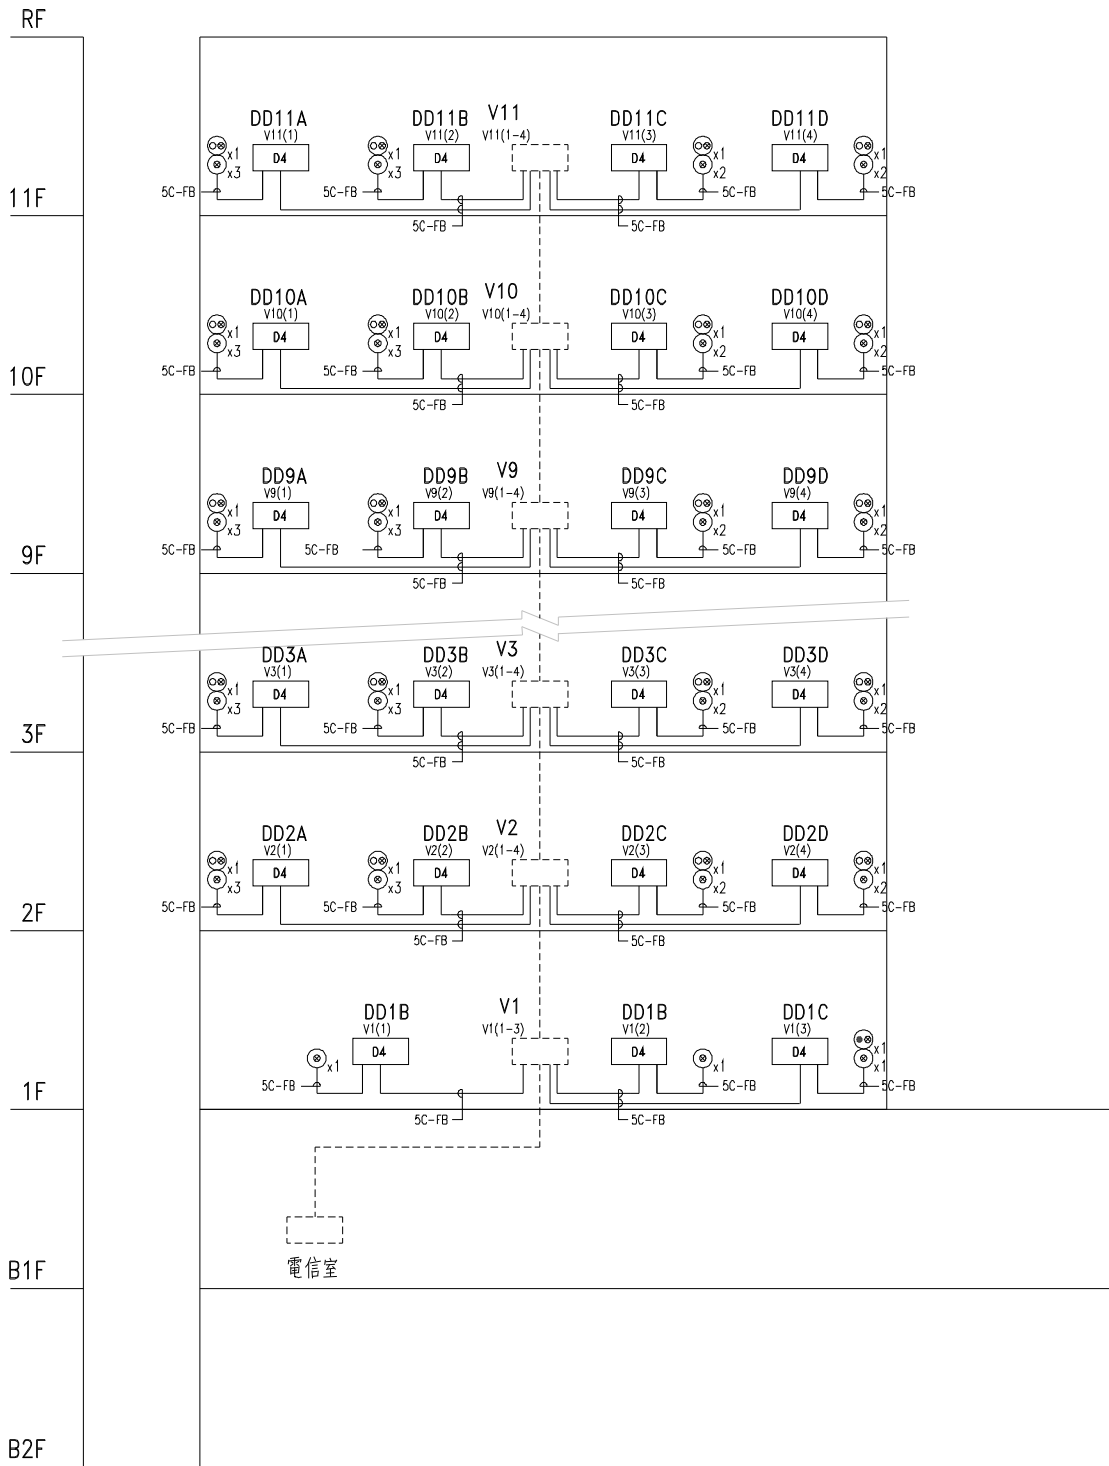 RF
DD11A DD11B V11 DD11C DD11D
V11(1) V11(2) V11(1-4) V11(3) V11(4)
x1 D4 x1 D4 D4 x1 D4 x1
x3 x3 x2 x2
11F 5C-FB 5C-FB 5C-FB 5C-FB
5C-FB 5C-FB
DD10A DD10B V10 DD10C DD10D
V10(1) V10(2) V10(1-4) V10(3) V10(4)
x1 D4 x1 D4 D4 x1 D4 x1
x3 x3 x2 x2
10F 5C-FB 5C-FB 5C-FB 5C-FB
5C-FB 5C-FB
DD9A DD9B V9 DD9C DD9D
V9(1) V9(2) V9(1-4) V9(3) V9(4)
x1 D4 x1 D4 D4 x1 D4 x1
x3 x3 x2 x2
9F 5C-FB 5C-FB 5C-FB 5C-FB
5C-FB 5C-FB
DD3A DD3B V3 DD3C DD3D
V3(1) V3(2) V3(1-4) V3(3) V3(4)
x1 D4 x1 D4 D4 x1 D4 x1
x3 x3 x2 x2
3F 5C-FB 5C-FB 5C-FB 5C-FB
5C-FB 5C-FB
DD2A DD2B V2 DD2C DD2D
V2(1) V2(2) V2(1-4) V2(3) V2(4)
x1 D4 x1 D4 D4 x1 D4 x1
x3 x3 x2 x2
2F 5C-FB 5C-FB 5C-FB 5C-FB
5C-FB 5C-FB
DD1B V1 DD1B DD1C
V1(1) V1(1-3) V1(2) V1(3)
x1 D4 D4 x1 D4 x1
x1
1F 5C-FB 5C-FB 5C-FB
5C-FB 5C-FB
電信室
B1F
B2F